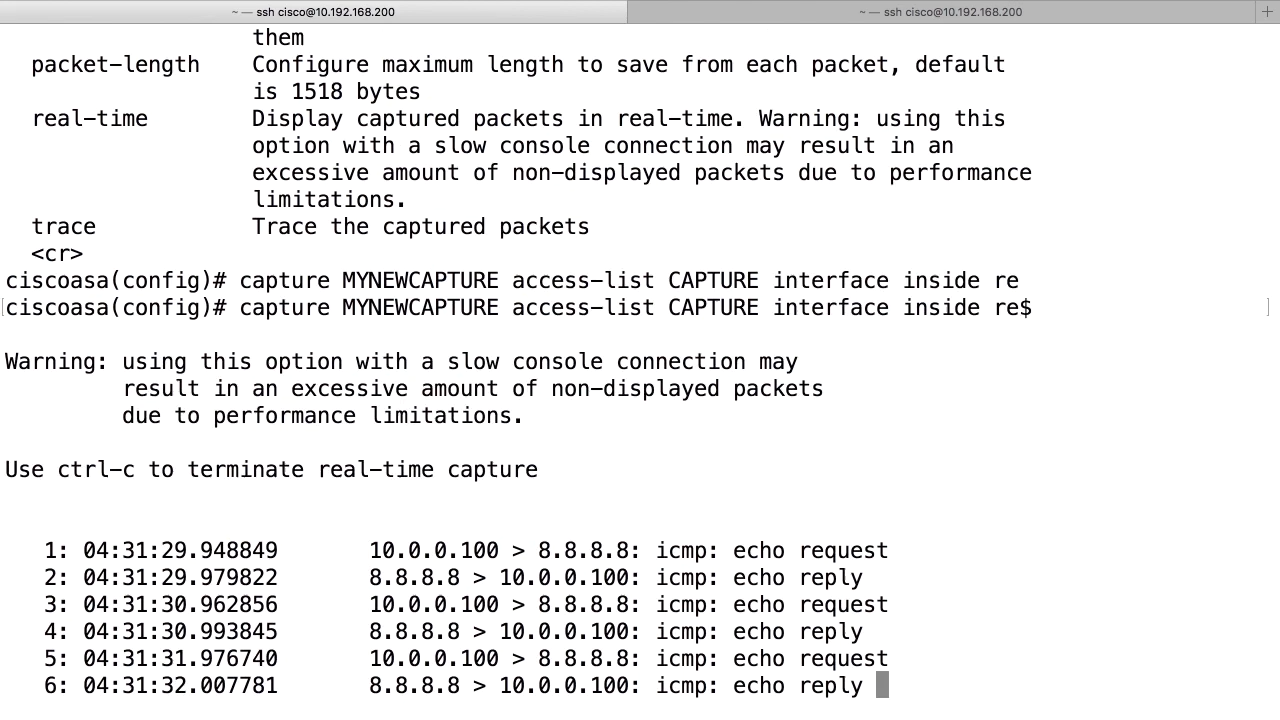 ~ — ssh cisco@10.192.168.200
~ — ssh cisco@10.192.168.200 +
them
packet-length Configure maximum length to save from each packet, default
is 1518 bytes
real-time Display captured packets in real-time. Warning: using this
option with a slow console connection may result in an
excessive amount of non-displayed packets due to performance
limitations.
trace Trace the captured packets
<cr>
ciscoasa(config)# capture MYNEWCAPTURE access-list CAPTURE interface inside re
[ciscoasa(config)# capture MYNEWCAPTURE access-list CAPTURE interface inside re$ ]
Warning: using this option with a slow console connection may
result in an excessive amount of non-displayed packets
due to performance limitations.
Use ctrl-c to terminate real-time capture
1: 04:31:29.948849 10.0.0.100 > 8.8.8.8: icmp: echo request
2: 04:31:29.979822 8.8.8.8 > 10.0.0.100: icmp: echo reply
3: 04:31:30.962856 10.0.0.100 > 8.8.8.8: icmp: echo request
4: 04:31:30.993845 8.8.8.8 > 10.0.0.100: icmp: echo reply
5: 04:31:31.976740 10.0.0.100 > 8.8.8.8: icmp: echo request
6: 04:31:32.007781 8.8.8.8 > 10.0.0.100: icmp: echo reply